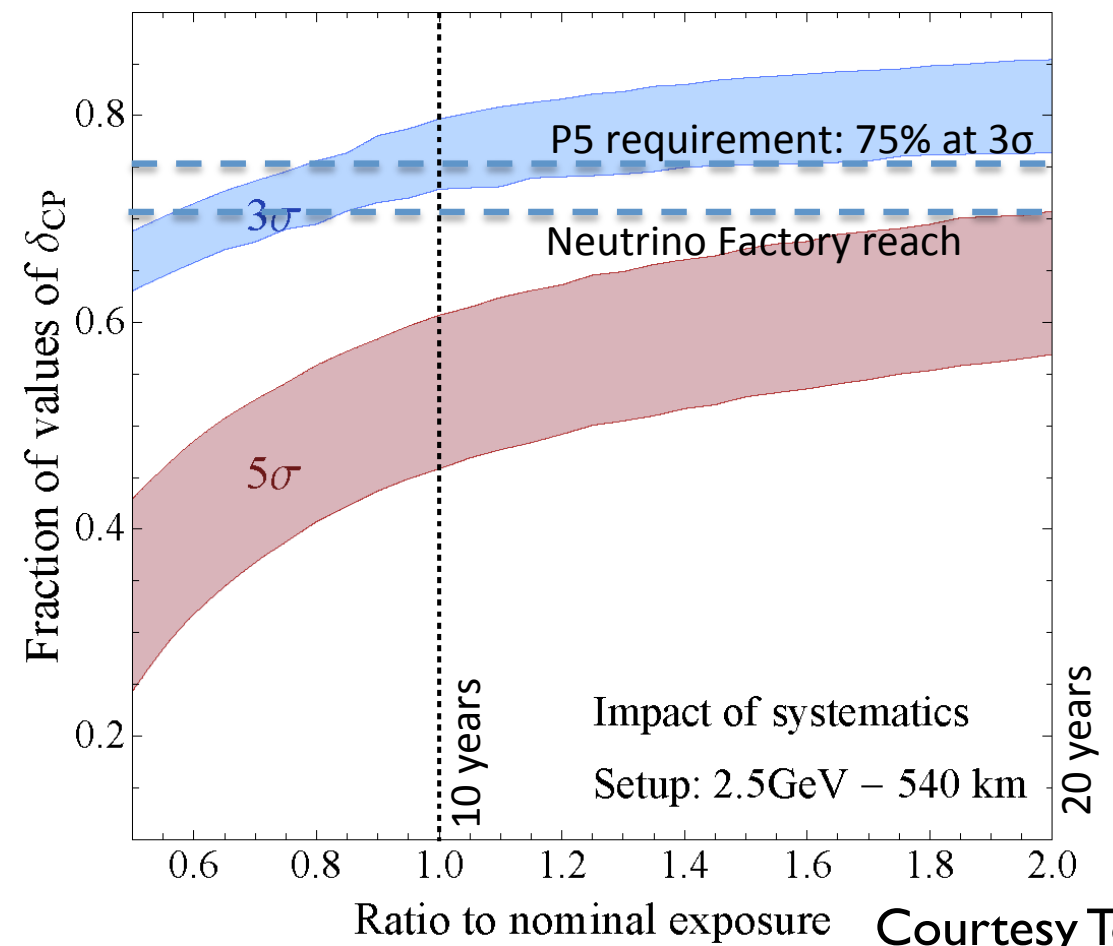 Fraction of values of δCP
0.8
0.6
0.4
0.2
P5 requirement: 75% at 3σ
3σ
Neutrino Factory reach
5σ
10 years
Impact of systematics
Setup: 2.5GeV – 540 km
20 years
0.6 0.8 1.0 1.2 1.4 1.6 1.8 2.0
Ratio to nominal exposure
Courtesy